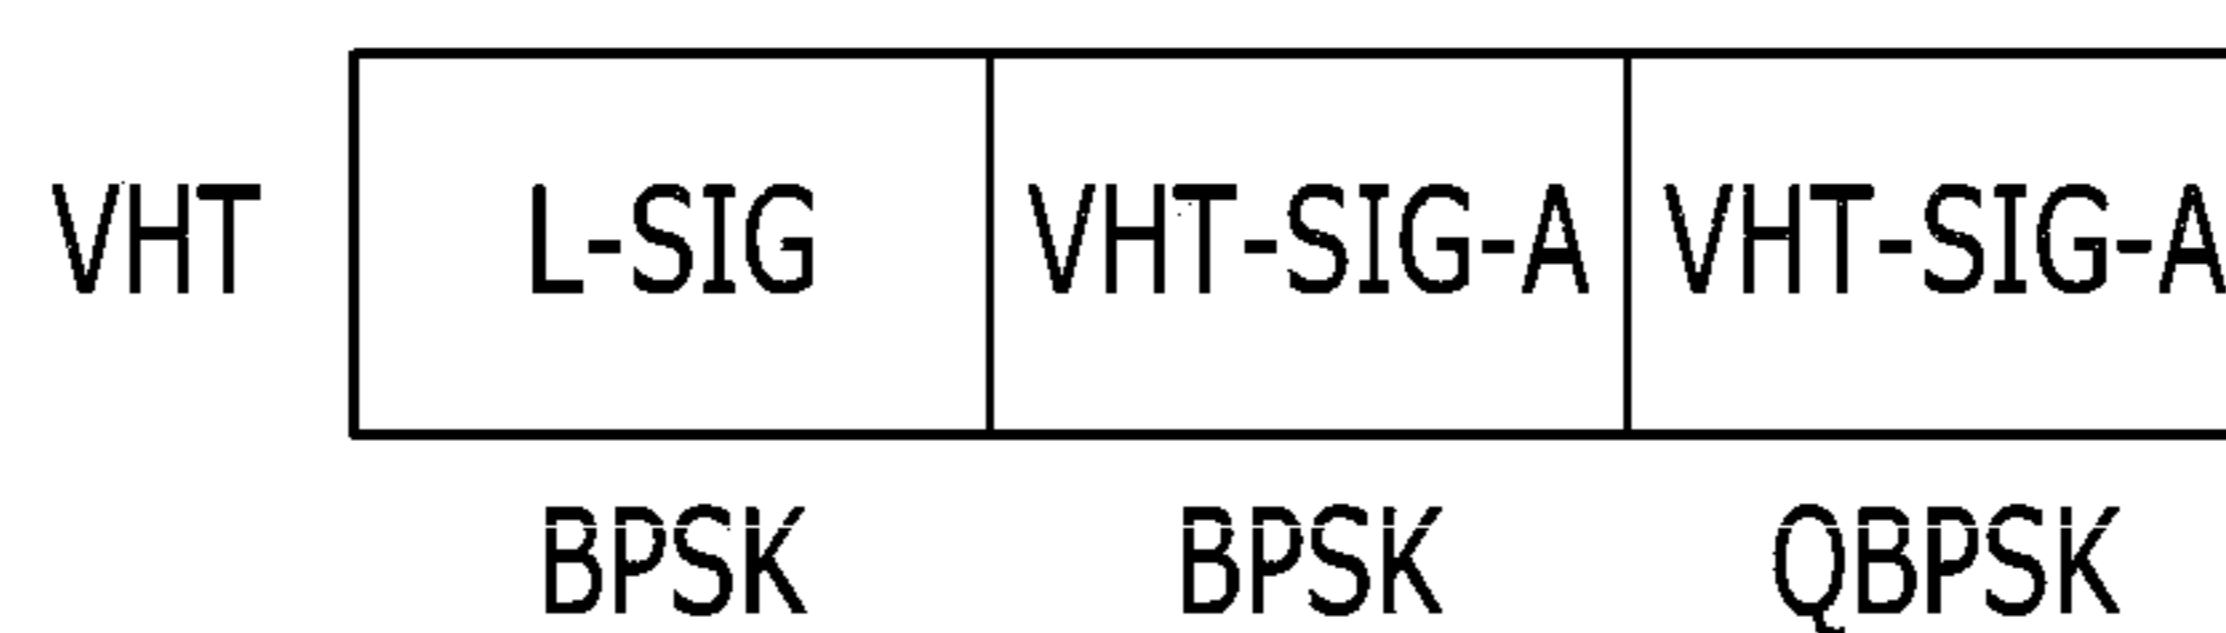 VHT L-SIG VHT-SIG-A VHT-SIG-A
BPSK BPSK QBPSK